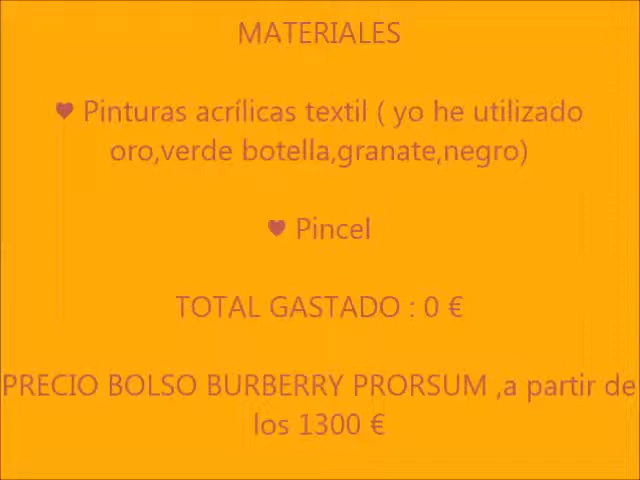 MATERIALES
♥ Pinturas acrílicas textil ( yo he utilizado
oro,verde botella,granate,negro)
♥ Pincel
TOTAL GASTADO : 0 €
PRECIO BOLSO BURBERRY PRORSUM ,a partir de
los 1300 €